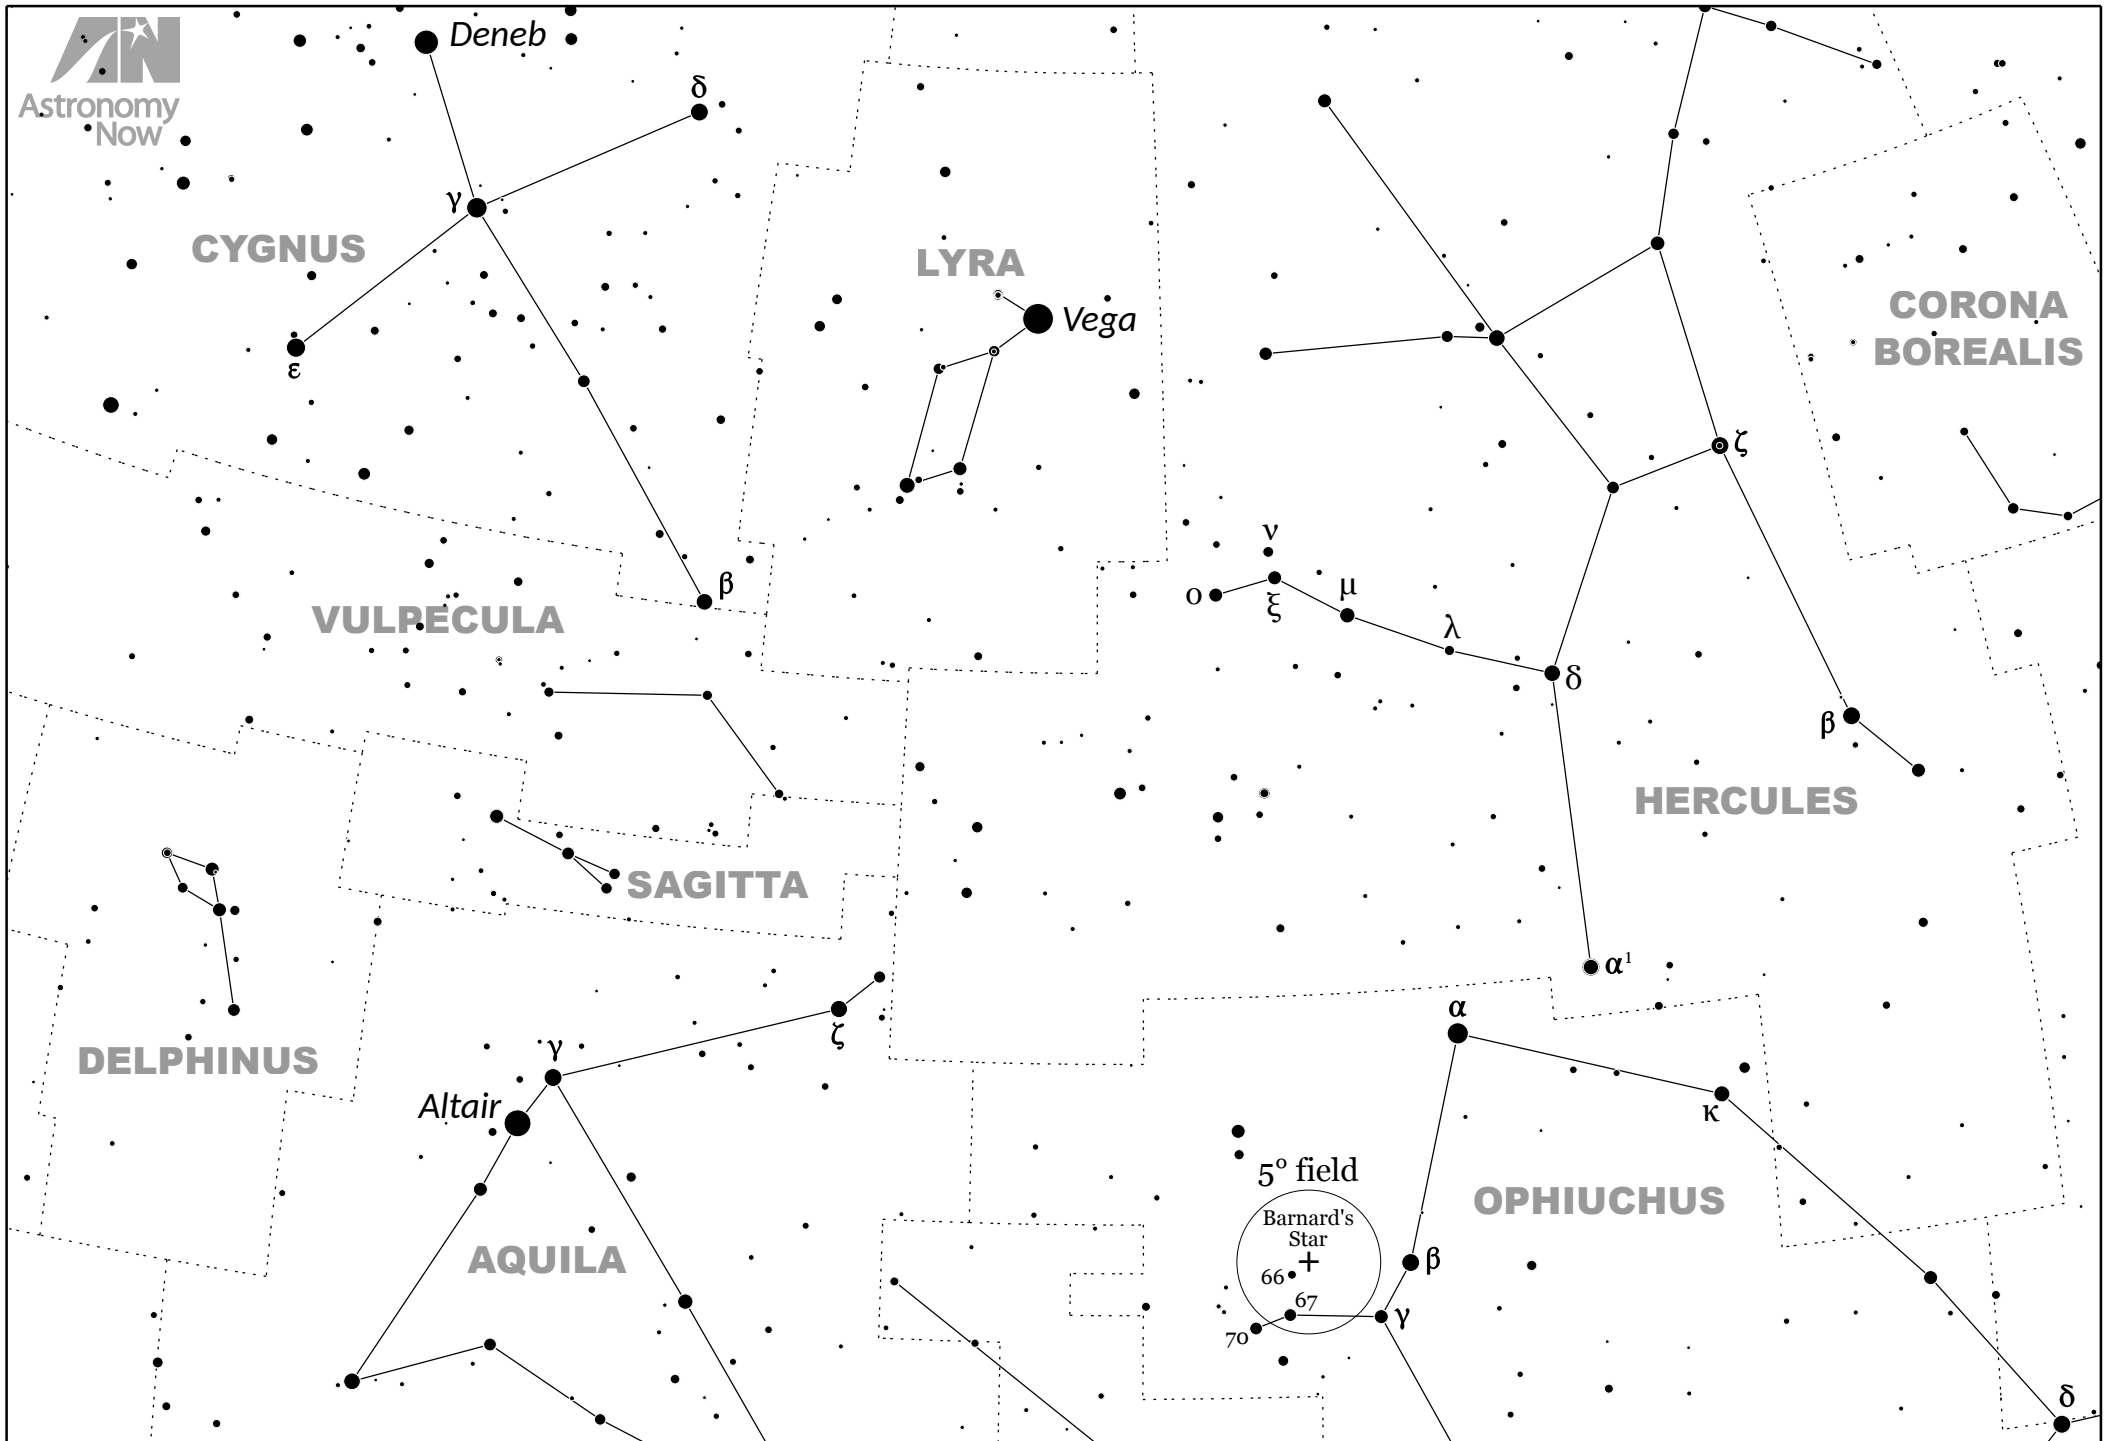 Deneb
δ
Astronomy
Now
γ
CYGNUS
LYRA
Vega
CORONA
BOREALIS
ε
ζ
ν
β
ο
ξ
μ
λ
δ
VULPECULA
β
HERCULES
SAGITTA
α¹
α
ζ
γ
DELPHINUS
Altair
κ
5° field
OPHIUCHUS
Barnard's
Star
AQUILA
β
66
67
γ
70
δ